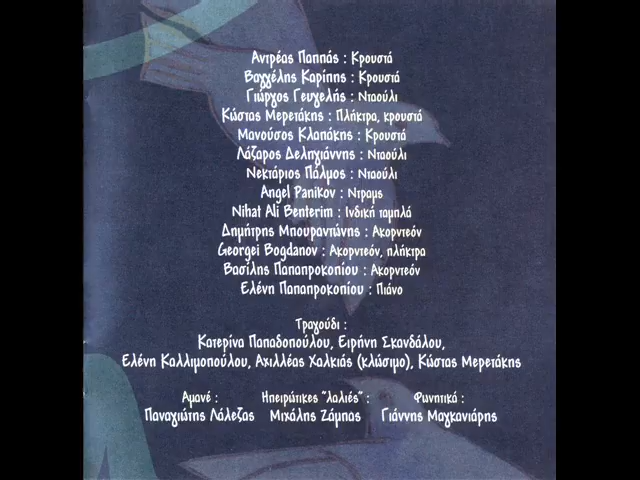 Αντρέας Παππάς : Κρουστά
Βαγγέλης Καρίπης : Κρουστά
Γιώργος Γευγελής : Νταούλι
Κώστας Μερετάκης : Πλήκτρα, κρουστά
Μανούσος Κλαπάκης : Κρουστά
Λάζαρος Δεληγιάννης : Νταούλι
Νεκτάριος Πάλμος : Νταούλι
Angel Panikov : Ντραμς
Nihat Ali Benterim : Ινδική ταμπλά
Δημήτρης Μπουραντώνης : Ακορντεόν
Georgei Bogdanov : Ακορντεόν, πλήκτρα
Βασίλης Παπαπροκοπίου : Ακορντεόν
Ελένη Παπαπροκοπίου : Πιάνο
Τραγούδι :
Κατερίνα Παπαδοπούλου, Ειρήνη Σκανδάλου,
Ελένη Καλλιμοπούλου, Αχιλλέας Χαλκιάς (κλώσιμο), Κώστας Μερετάκης
Αμανέ : Ηπειρώτικες "λαλιές" : Φωνητικά :
Παναγιώτης Λάλεζας Μιχάλης Ζάμπας Γιάννης Μαγκανιάρης